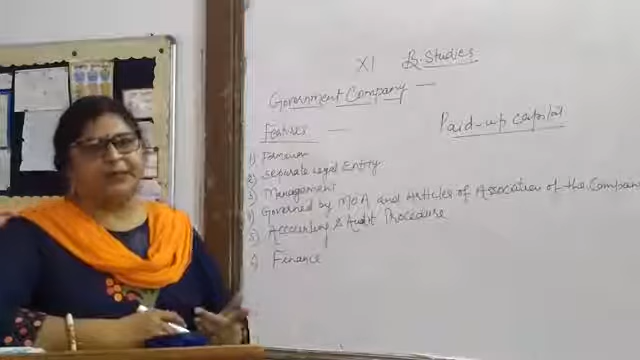 XI B. Studies
Government Company —
Features —
Paid-up capital
1) Formation
2) Separate Legal Entity
3) Management
4) Governed by MOA and Articles of Association of the Company
5) Accounting & Audit Procedure
6) Finance